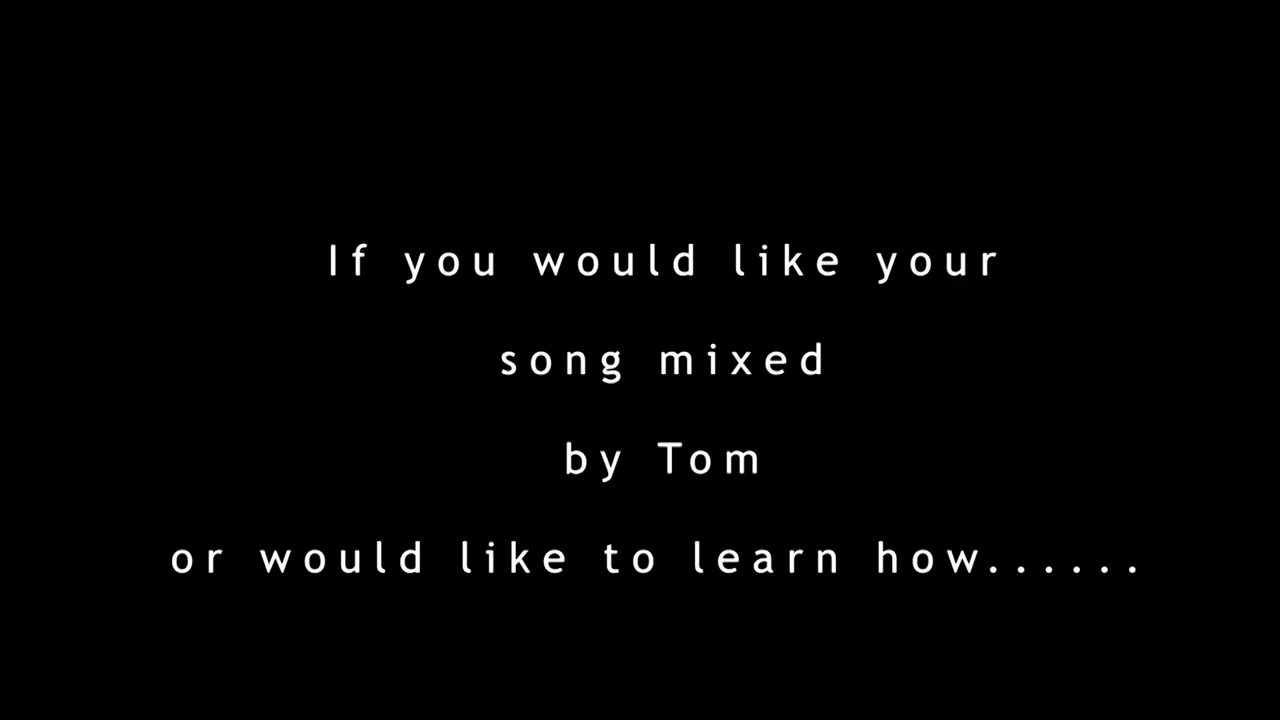 If you would like your
song mixed
by Tom
or would like to learn how......